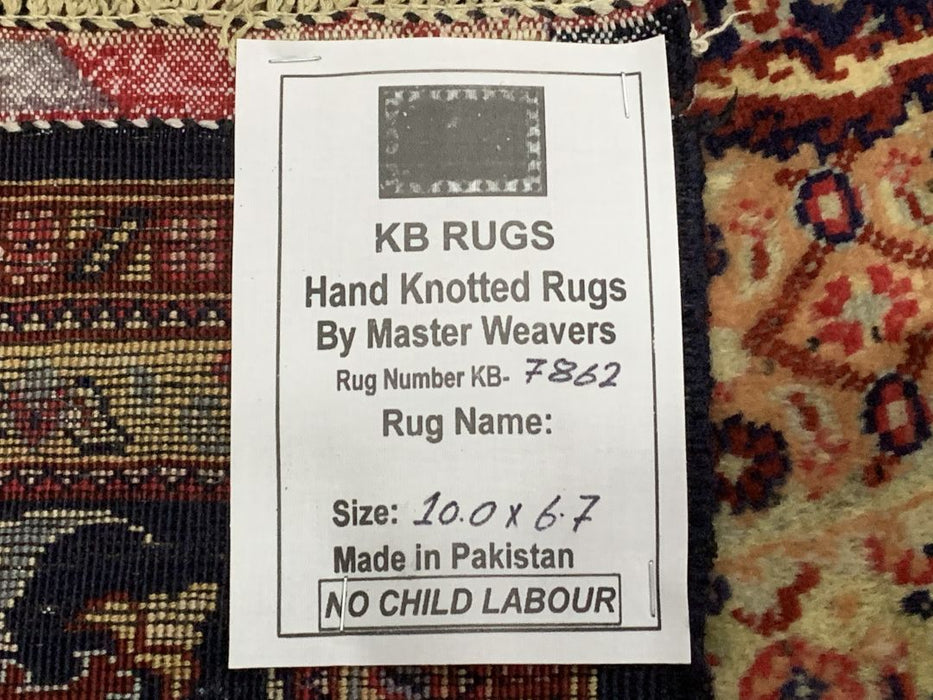 KB RUGS
Hand Knotted Rugs
By Master Weavers
Rug Number KB- 7862
Rug Name:
Size: 10.0 x 6.7
Made in Pakistan
NO CHILD LABOUR